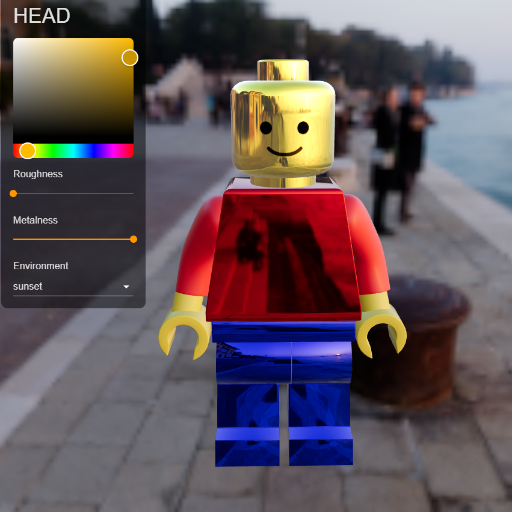 HEAD
Roughness
Metalness
Environment
sunset